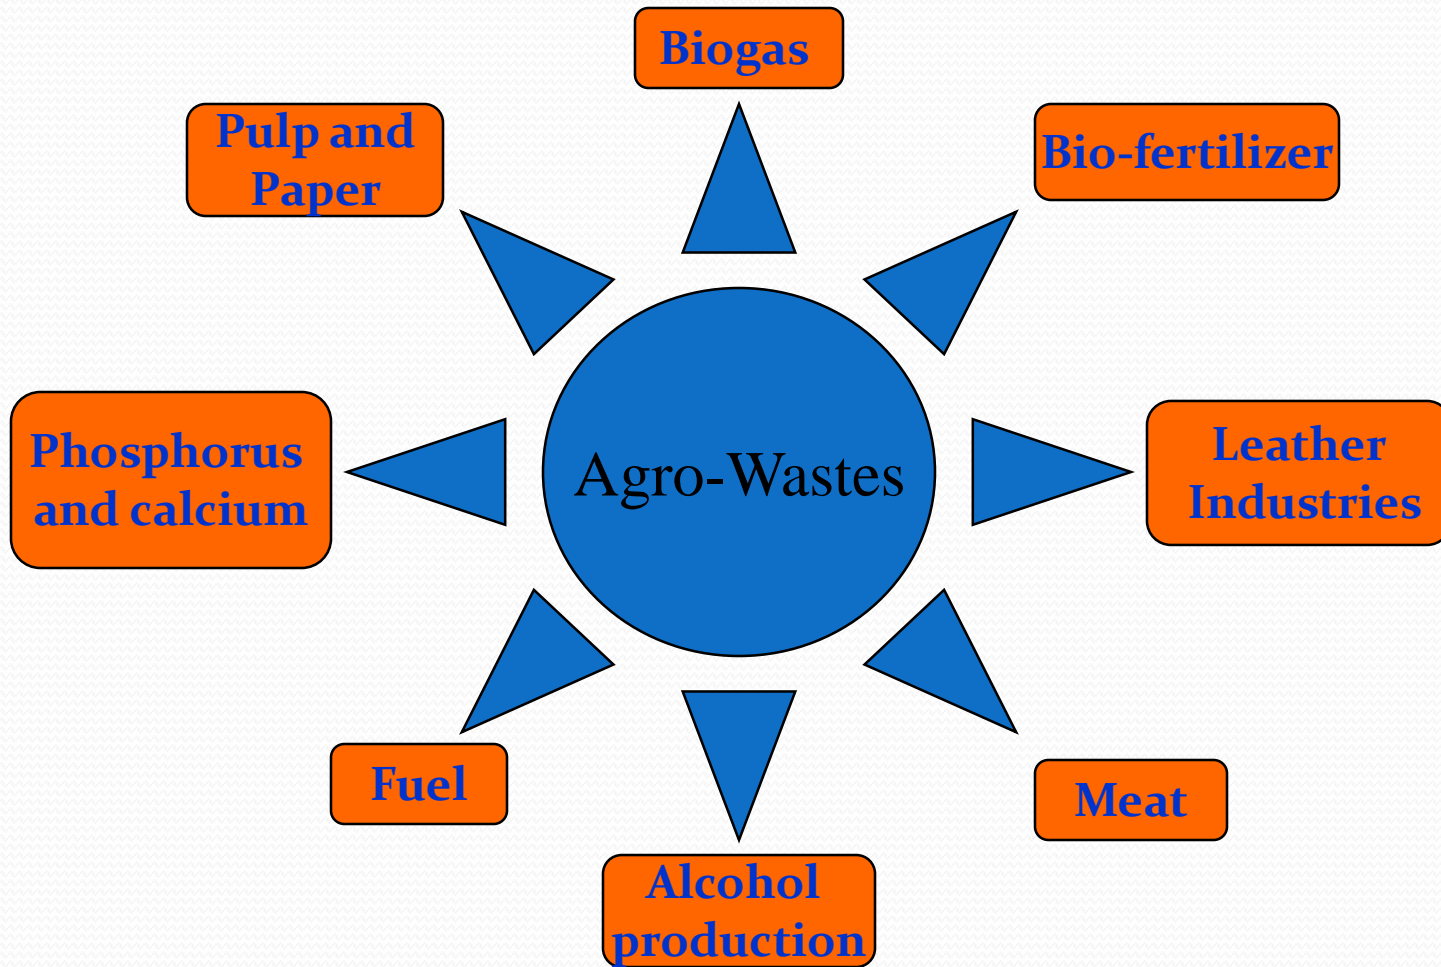 Biogas
Pulp and
Paper
Bio-fertilizer
Phosphorus
and calcium
Agro-Wastes
Leather
Industries
Fuel
Meat
Alcohol
production